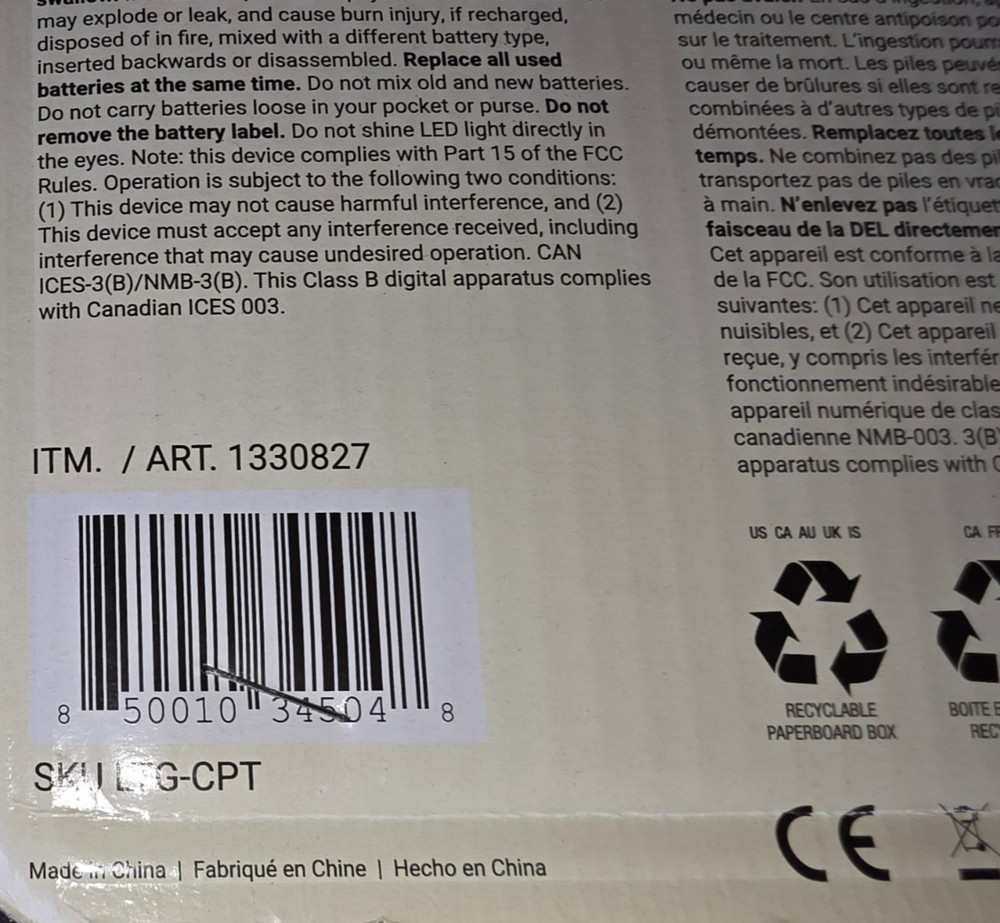 may explode or leak, and cause burn injury, if recharged,
disposed of in fire, mixed with a different battery type,
inserted backwards or disassembled. Replace all used
batteries at the same time. Do not mix old and new batteries.
Do not carry batteries loose in your pocket or purse. Do not
remove the battery label. Do not shine LED light directly in
the eyes. Note: this device complies with Part 15 of the FCC
Rules. Operation is subject to the following two conditions:
(1) This device may not cause harmful interference, and (2)
This device must accept any interference received, including
interference that may cause undesired operation. CAN
ICES-3(B)/NMB-3(B). This Class B digital apparatus complies
with Canadian ICES 003.
médecin ou le centre antipoison
sur le traitement. L'ingestion
ou même la mort. Les piles
causer de brûlures si elles sont
combinées à d'autres types de
démontées. Remplacez toutes
temps. Ne combinez pas des
transportez pas de piles en
à main. N'enlevez pas
faisceau de la DEL
Cet appareil est conforme à
de la FCC. Son utilisation est
suivantes: (1) Cet appareil
nuisibles, et (2) Cet appareil
reçue, y compris les
fonctionnement indésirable
appareil numérique de
canadienne NMB-003. 3(B)
apparatus complies with
ITM. / ART. 1330827
8 50010 34504 8
SKU LTG-CPT
Made in China | Fabriqué en Chine | Hecho en China
US CA AU UK IS
RECYCLABLE
PAPERBOARD BOX
CA
BOITE
CE